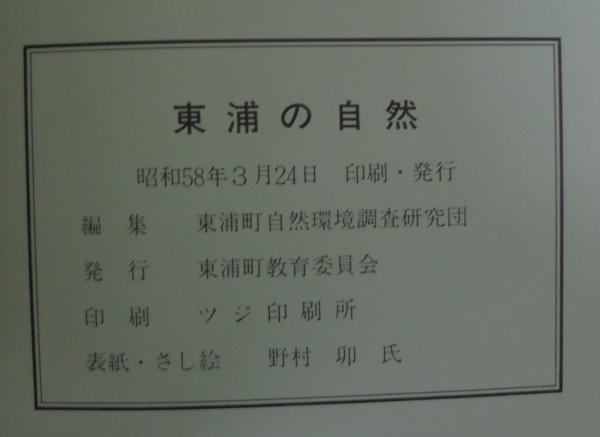 東浦の自然
昭和58年3月24日　印刷・発行
編　集　　東浦町自然環境調査研究団
発　行　　東浦町教育委員会
印　刷　　ツジ印刷所
表紙・さし絵　　野村　卯　氏